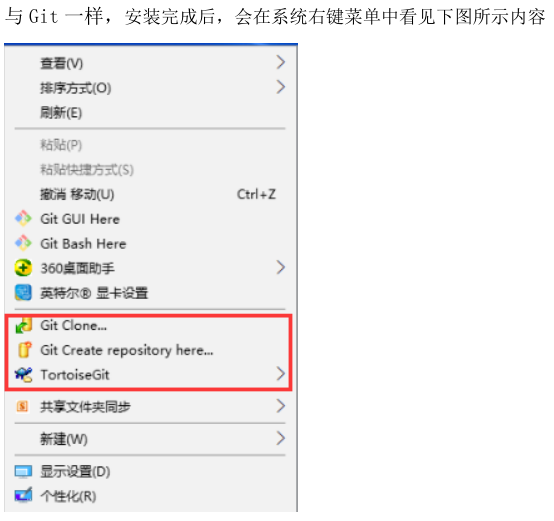 与 Git 一样，安装完成后，会在系统右键菜单中看见下图所示内容
查看(V)
排序方式(O)
刷新(E)
粘贴(P)
粘贴快捷方式(S)
撤消 移动(U) Ctrl+Z
Git GUI Here
Git Bash Here
360桌面助手
英特尔® 显卡设置
Git Clone...
Git Create repository here...
TortoiseGit
共享文件夹同步
新建(W)
显示设置(D)
个性化(R)